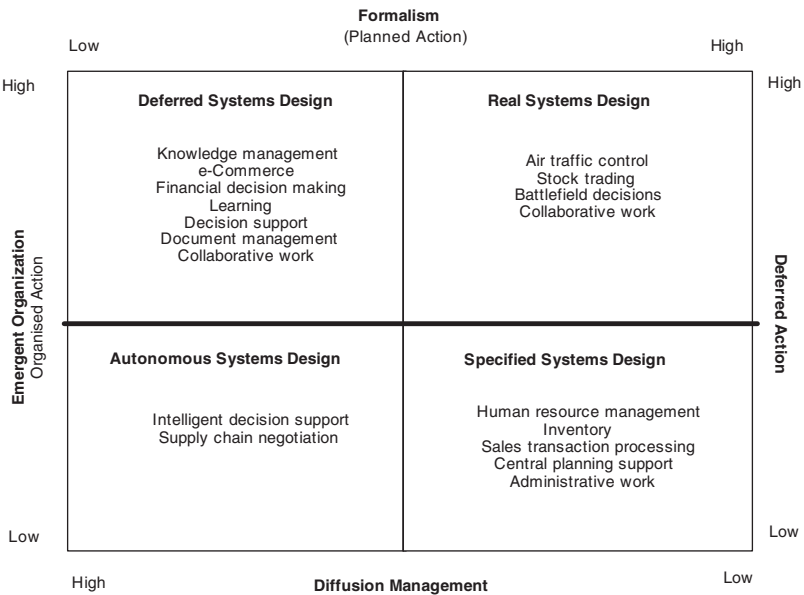 Formalism
(Planned Action)
Low
High
High
High
Deferred Systems Design
Knowledge management
e-Commerce
Financial decision making
Learning
Decision support
Document management
Collaborative work
Real Systems Design
Air traffic control
Stock trading
Battlefield decisions
Collaborative work
Emergent Organization
Organised Action
Deferred Action
Autonomous Systems Design
Intelligent decision support
Supply chain negotiation
Specified Systems Design
Human resource management
Inventory
Sales transaction processing
Central planning support
Administrative work
Low
Low
High
Diffusion Management
Low